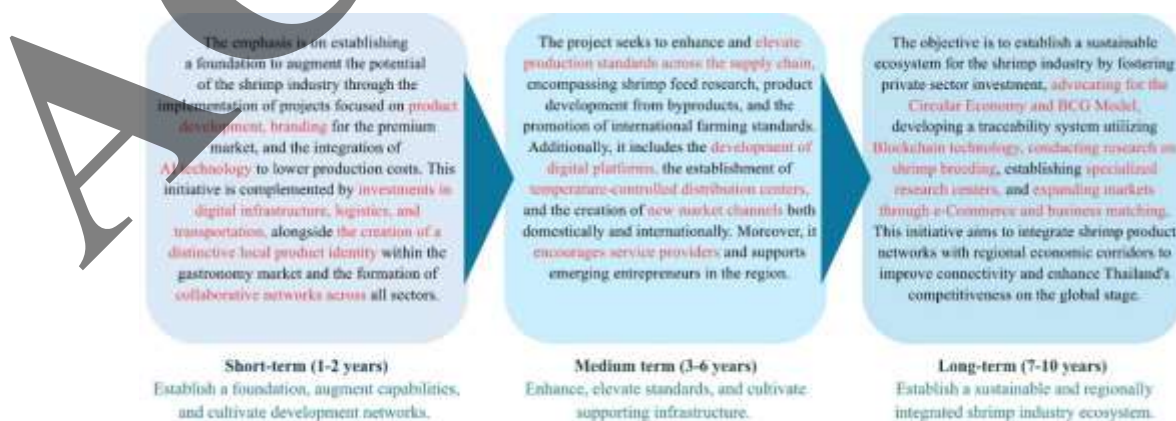 The emphasis is on establishing
a foundation to augment the potential
of the shrimp industry through the
implementation of projects focused on product
development, branding for the premium
market, and the integration of
AI technology to lower production costs. This
initiative is complemented by investments in
digital infrastructure, logistics, and
transportation, alongside the creation of a
distinctive local product identity within the
gastronomy market and the formation of
collaborative networks across all sectors.
Short-term (1-2 years)
Establish a foundation, augment capabilities,
and cultivate development networks.
The project seeks to enhance and elevate
production standards across the supply chain,
encompassing shrimp feed research, product
development from byproducts, and the
promotion of international farming standards.
Additionally, it includes the development of
digital platforms, the establishment of
temperature-controlled distribution centers,
and the creation of new market channels both
domestically and internationally. Moreover, it
encourages service providers and supports
emerging entrepreneurs in the region.
Medium term (3-6 years)
Enhance, elevate standards, and cultivate
supporting infrastructure.
The objective is to establish a sustainable
ecosystem for the shrimp industry by fostering
private sector investment, advocating for the
Circular Economy and BCG Model,
developing a traceability system utilizing
Blockchain technology, conducting research on
shrimp breeding, establishing specialized
research centers, and expanding markets
through e-Commerce and business matching.
This initiative aims to integrate shrimp product
networks with regional economic corridors to
improve connectivity and enhance Thailand's
competitiveness on the global stage.
Long-term (7-10 years)
Establish a sustainable and regionally
integrated shrimp industry ecosystem.